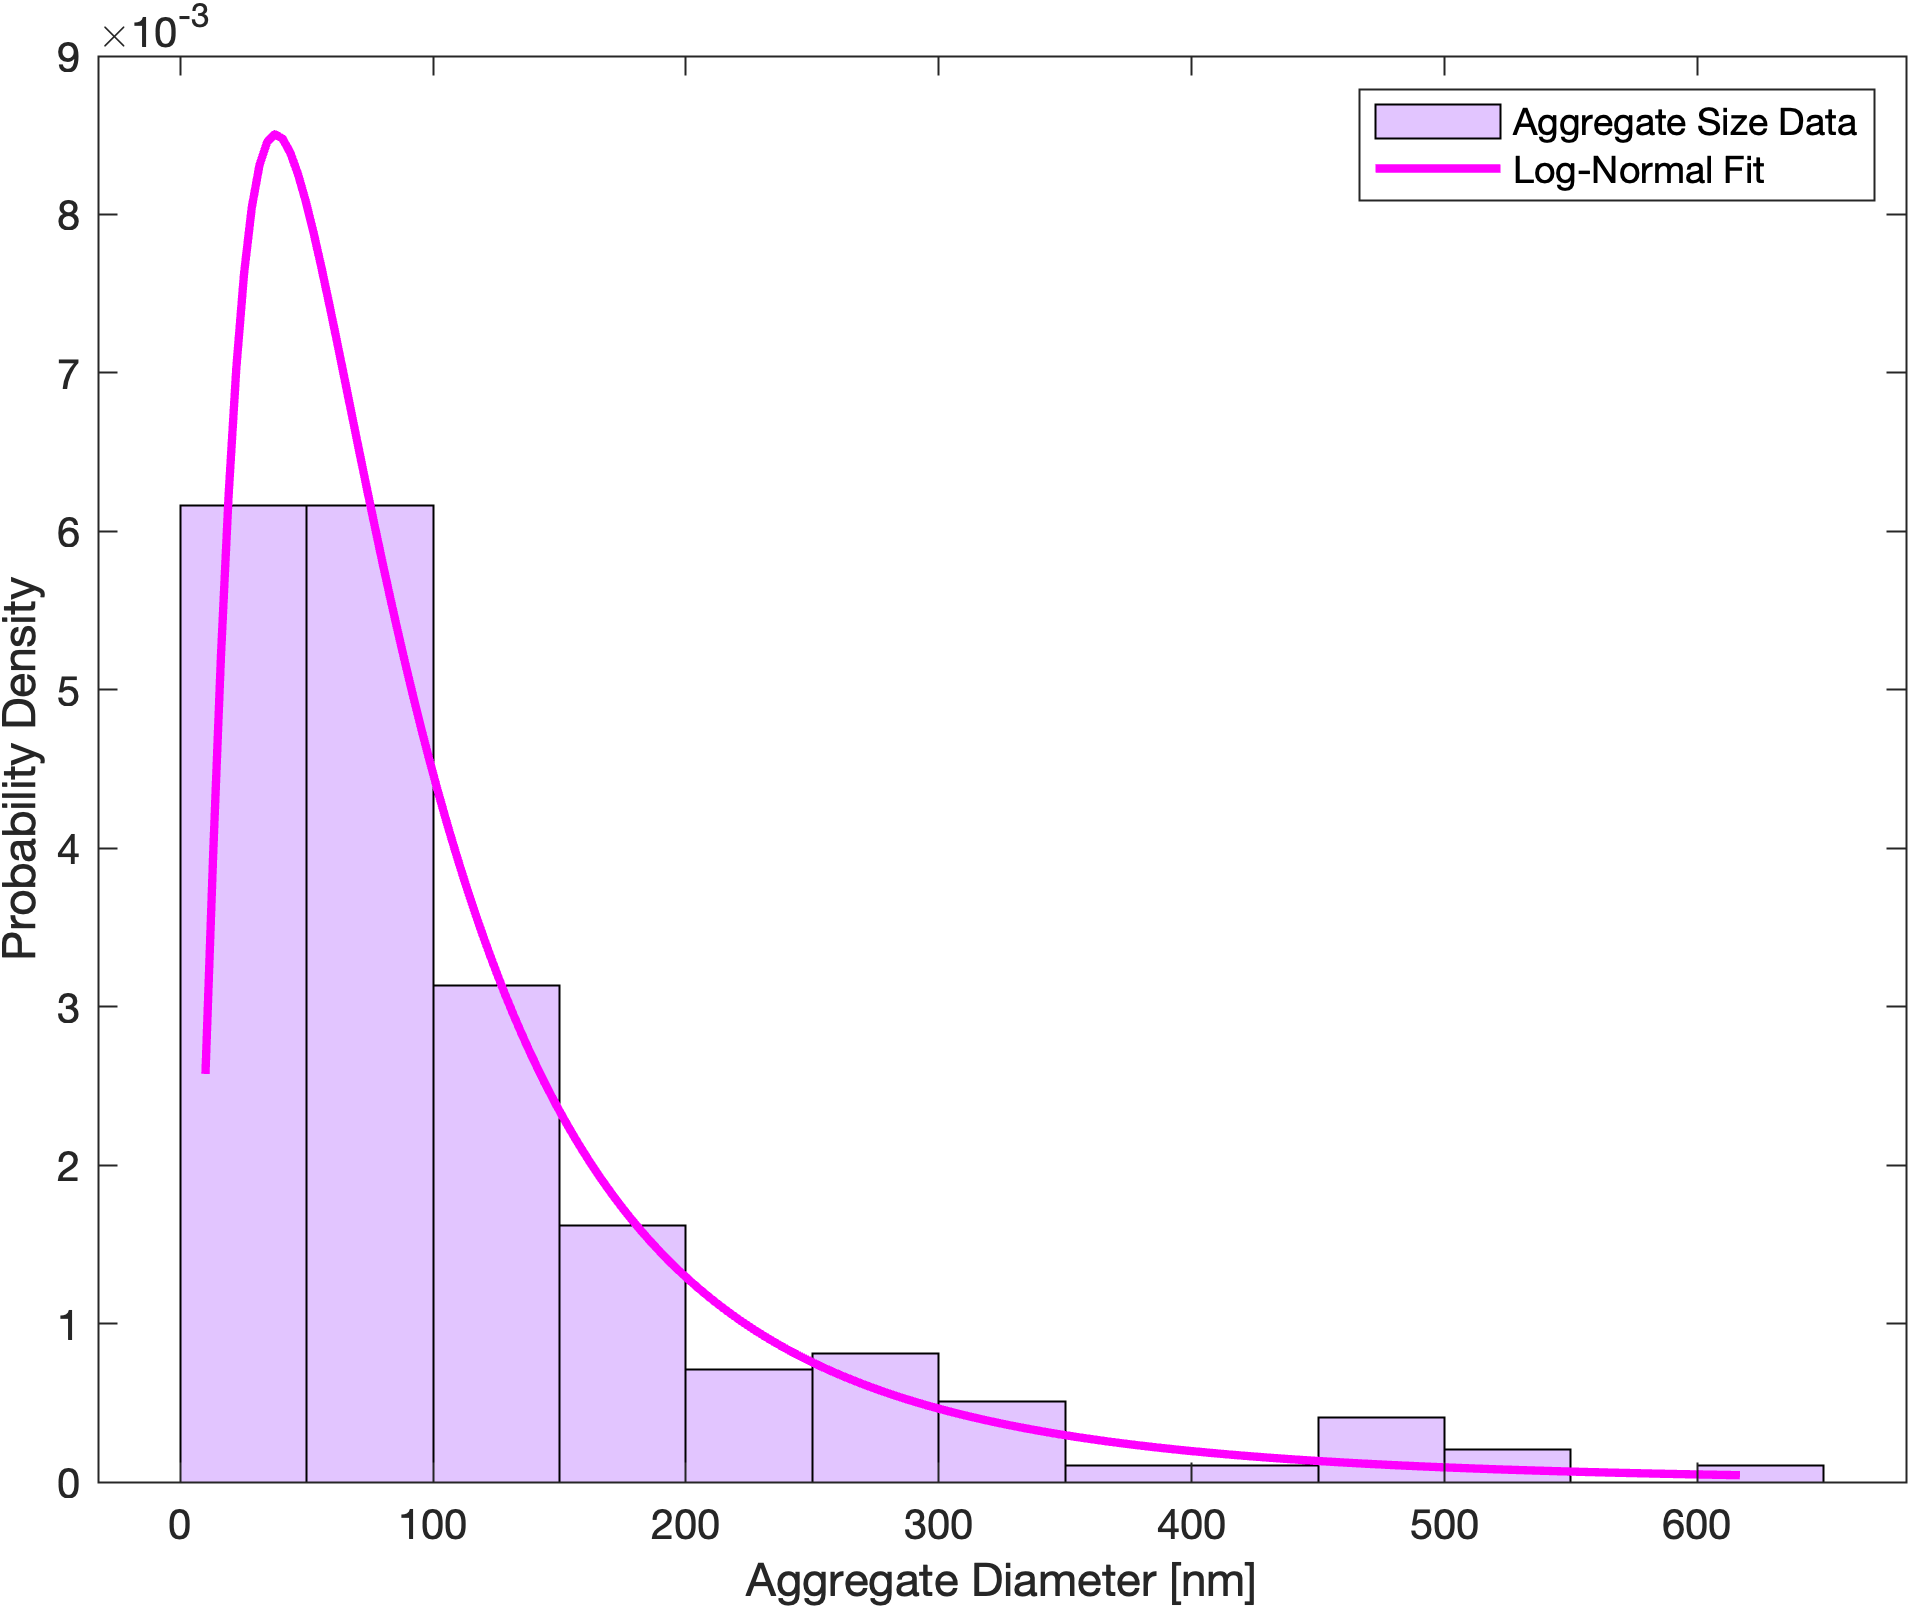 ×10-3
9
8
7
6
5
4
3
2
1
0
Probability Density
Aggregate Size Data
Log-Normal Fit
0 100 200 300 400 500 600
Aggregate Diameter [nm]